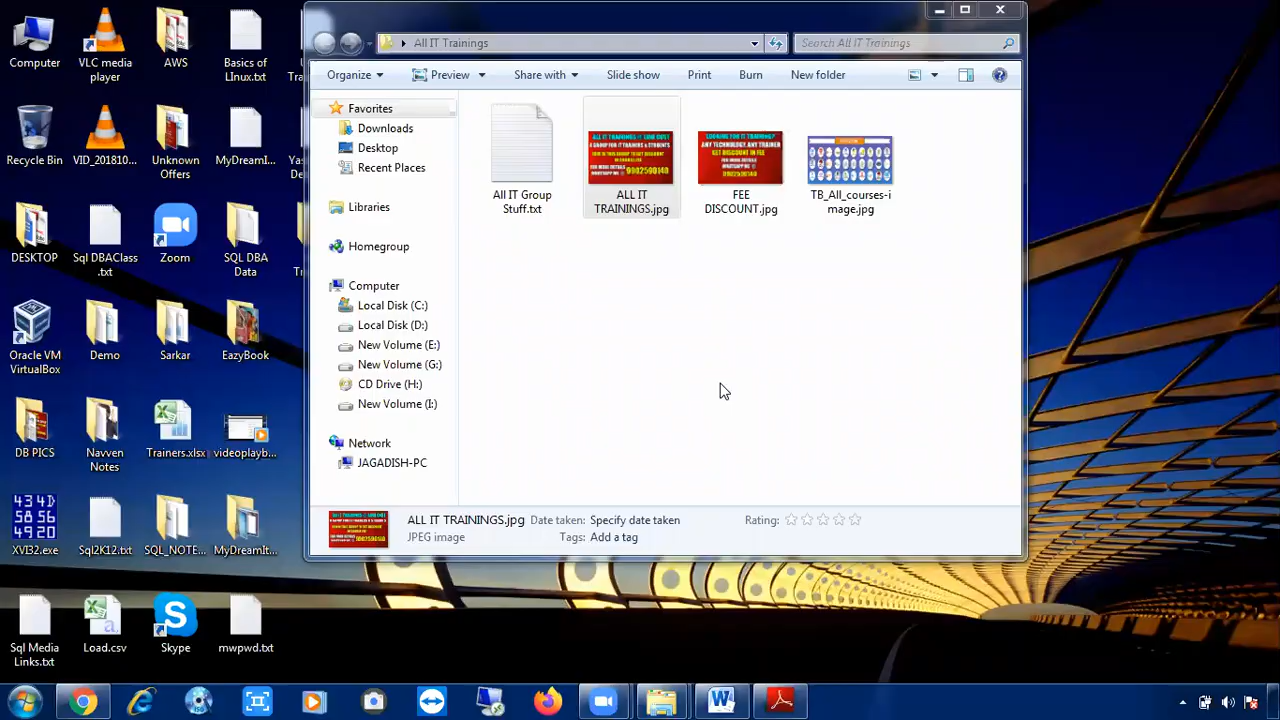 Computer
VLC media
player
AWS
Basics of
LInux.txt
VID_201810...
Unknown
Offers
MyDreamI...
DESKTOP
Sql DBAClass
.txt
Zoom
SQL DBA
Data
Oracle VM
VirtualBox
Demo
Sarkar
EazyBook
DB PICS
Navven
Notes
Trainers.xlsx
videoplayb...
XVI32.exe
Sql2K12.txt
SQL_NOTE...
MyDreamIt...
Sql Media
Links.txt
Load.csv
Skype
mwpwd.txt
All IT Trainings
Search All IT Trainings
Organize
Preview
Share with
Slide show
Print
Burn
New folder
Favorites
Downloads
Desktop
Recent Places
Libraries
Homegroup
Computer
Local Disk (C:)
Local Disk (D:)
New Volume (E:)
New Volume (G:)
CD Drive (H:)
New Volume (I:)
Network
JAGADISH-PC
All IT Group
Stuff.txt
ALL IT
TRAININGS.jpg
FEE
DISCOUNT.jpg
TB_All_courses-i
mage.jpg
ALL IT TRAININGS.jpg Date taken: Specify date taken Rating:
JPEG image Tags: Add a tag